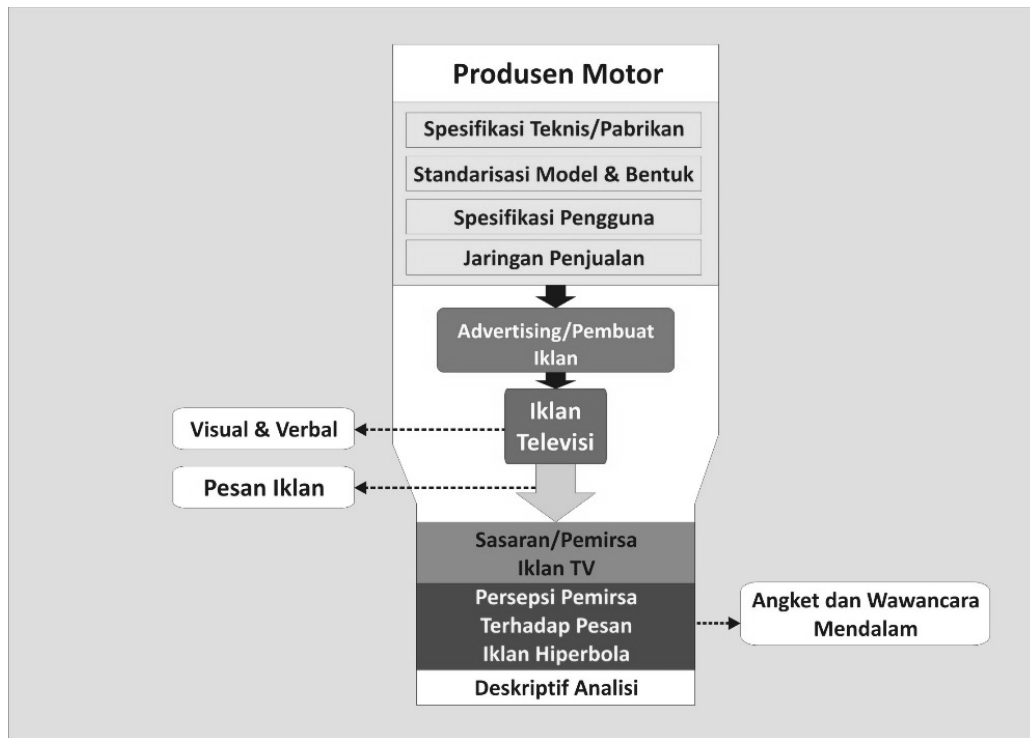 Produsen Motor
Spesifikasi Teknis/Pabrikan
Standarisasi Model & Bentuk
Spesifikasi Pengguna
Jaringan Penjualan
Advertising/Pembuat
Iklan
Iklan
Televisi
Visual & Verbal
Pesan Iklan
Sasaran/Pemirsa
Iklan TV
Persepsi Pemirsa
Terhadap Pesan
Iklan Hiperbola
Angket dan Wawancara
Mendalam
Deskriptif Analisi